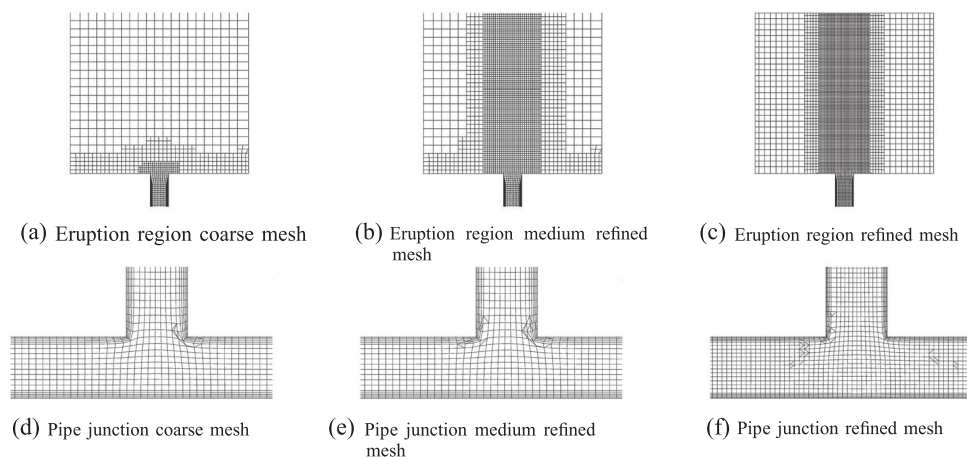 (a) Eruption region coarse mesh
(b) Eruption region medium refined
mesh
(c) Eruption region refined mesh
(d) Pipe junction coarse mesh
(e) Pipe junction medium refined
mesh
(f) Pipe junction refined mesh